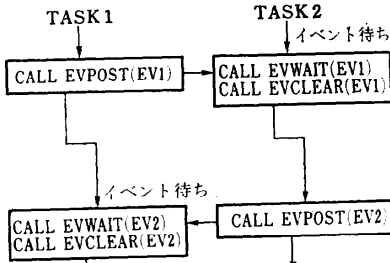 TASK1
TASK2
イベント待ち
CALL EVPOST(EV1)
CALL EVWAIT(EV1)
CALL EVCLEAR(EV1)
イベント待ち
CALL EVWAIT(EV2)
CALL EVCLEAR(EV2)
CALL EVPOST(EV2)